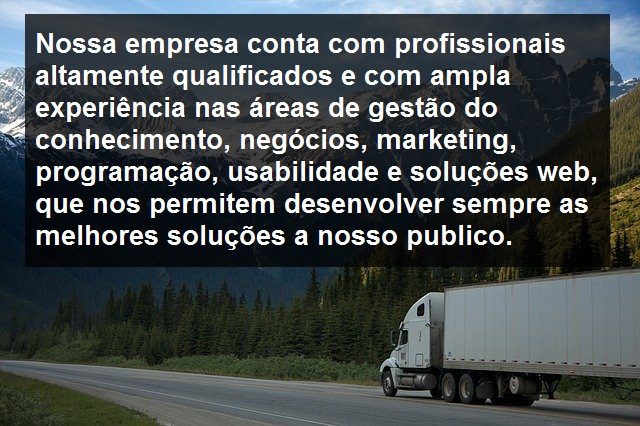 Nossa empresa conta com profissionais
altamente qualificados e com ampla
experiência nas áreas de gestão do
conhecimento, negócios, marketing,
programação, usabilidade e soluções web,
que nos permitem desenvolver sempre as
melhores soluções a nosso publico.